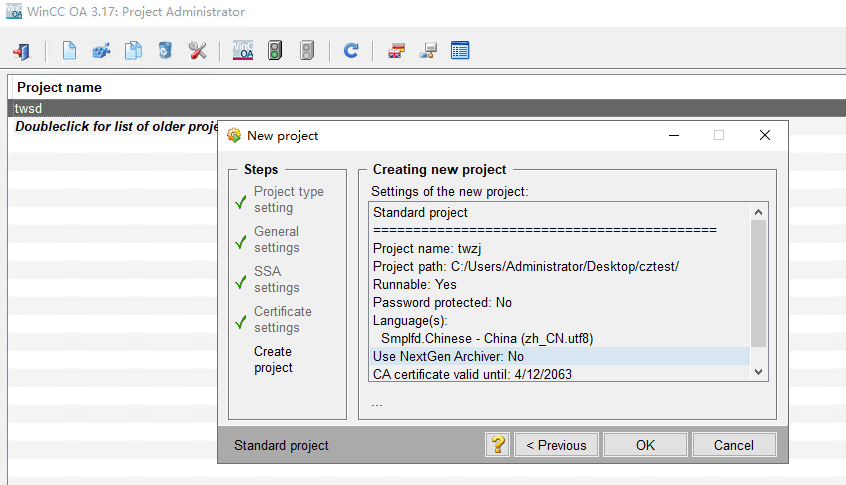 WinCC OA 3.17: Project Administrator
WinCC
OA
Project name
twsd
Doubleclick for list of older proje
New project
Steps
Project type
setting
General
settings
SSA
settings
Certificate
settings
Create
project
Creating new project
Settings of the new project:
Standard project
===========================================
Project name: twzj
Project path: C:/Users/Administrator/Desktop/cztest/
Runnable: Yes
Password protected: No
Language(s):
Smplfd.Chinese - China (zh_CN.utf8)
Use NextGen Archiver: No
CA certificate valid until: 4/12/2063
...
Standard project
?
< Previous
OK
Cancel